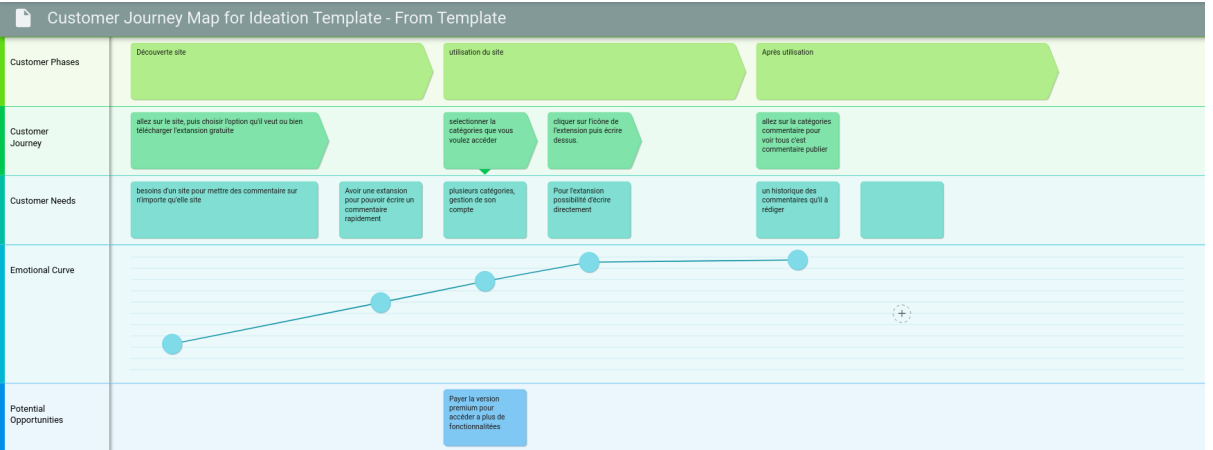 Customer Journey Map for Ideation Template - From Template
Customer Phases
Découverte site
utilisation du site
Après utilisation
Customer
Journey
allez sur le site, puis choisir l'option qu'il veut ou bien
télécharger l'extansion gratuite
selectionner la
catégories que vous
voulez accéder
cliquer sur l'icône de
l'extension puis écrire
dessus.
allez sur la catégories
commentaire pour
voir tous c'est
commentaire publier
Customer Needs
besoins d'un site pour mettre des commentaire sur
n'importe qu'elle site
Avoir une extansion
pour pouvoir écrire un
commentaire
rapidement
plusieurs catégories,
gestion de son
compte
Pour l'extansion
possibilité d'écrire
directement
un historique des
commentaires qu'il à
rédiger
Emotional Curve
Potential
Opportunities
Payer la version
premium pour
accéder a plus de
fonctionnalitées